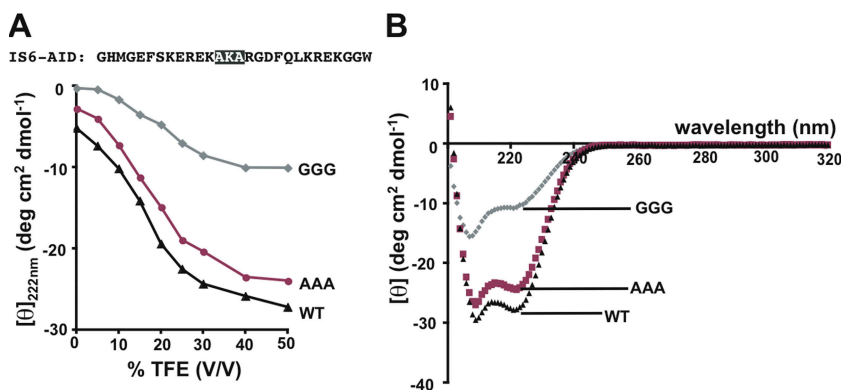 A
IS6-AID: GHMGEFSKEREKAKARGDFQLKREKGGW
0
-10
-20
-30
[θ]222nm (deg cm2 dmol-1)
GGG
AAA
WT
0 10 20 30 40 50
% TFE (V/V)
B
10
0
-10
-20
-30
-40
[θ] (deg cm2 dmol-1)
wavelength (nm)
220 240 260 280 300 320
GGG
AAA
WT